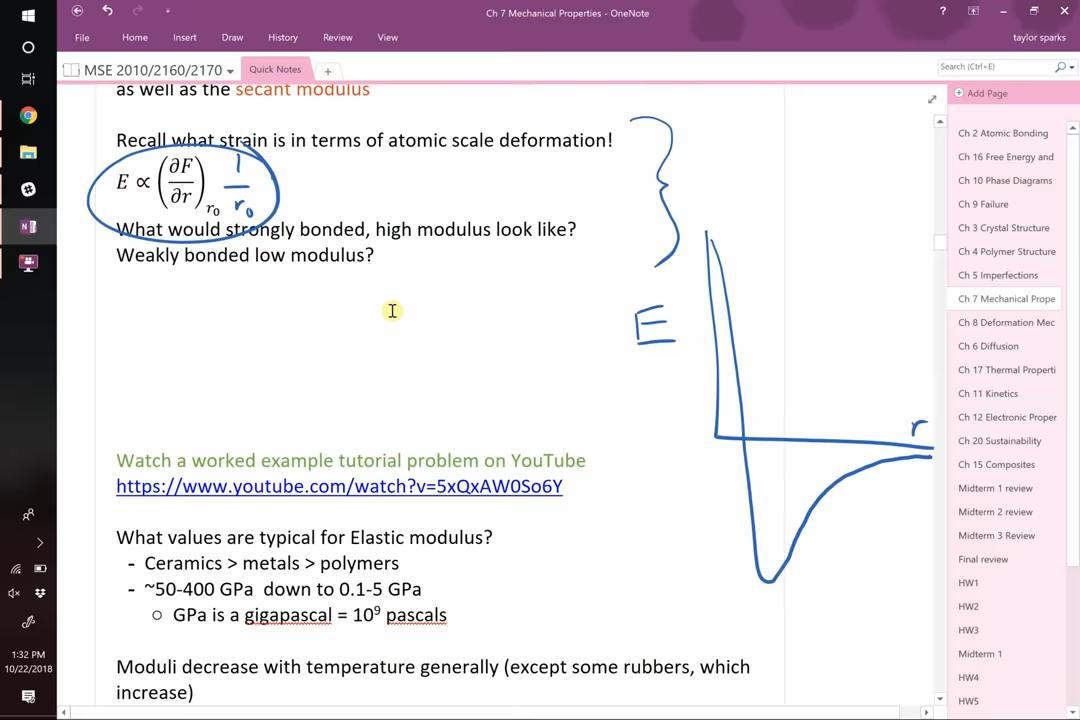 Ch 7 Mechanical Properties - OneNote
?
File Home Insert Draw History Review View
taylor sparks
MSE 2010/2160/2170
Quick Notes
+
Search (Ctrl+E)
Add Page
as well as the secant modulus
Recall what strain is in terms of atomic scale deformation!
E ∝ (∂F/∂r)r₀ 1/r₀
What would strongly bonded, high modulus look like?
Weakly bonded low modulus?
E
r
Watch a worked example tutorial problem on YouTube
https://www.youtube.com/watch?v=5xQxAW0So6Y
What values are typical for Elastic modulus?
- Ceramics > metals > polymers
- ~50-400 GPa down to 0.1-5 GPa
○ GPa is a gigapascal = 10⁹ pascals
Moduli decrease with temperature generally (except some rubbers, which
increase)
Ch 2 Atomic Bonding
Ch 16 Free Energy and
Ch 10 Phase Diagrams
Ch 9 Failure
Ch 3 Crystal Structure
Ch 4 Polymer Structure
Ch 5 Imperfections
Ch 7 Mechanical Prope
Ch 8 Deformation Mec
Ch 6 Diffusion
Ch 17 Thermal Properti
Ch 11 Kinetics
Ch 12 Electronic Proper
Ch 20 Sustainability
Ch 15 Composites
Midterm 1 review
Midterm 2 review
Midterm 3 Review
Final review
HW1
HW2
HW3
Midterm 1
HW4
HW5
1:32 PM
10/22/2018